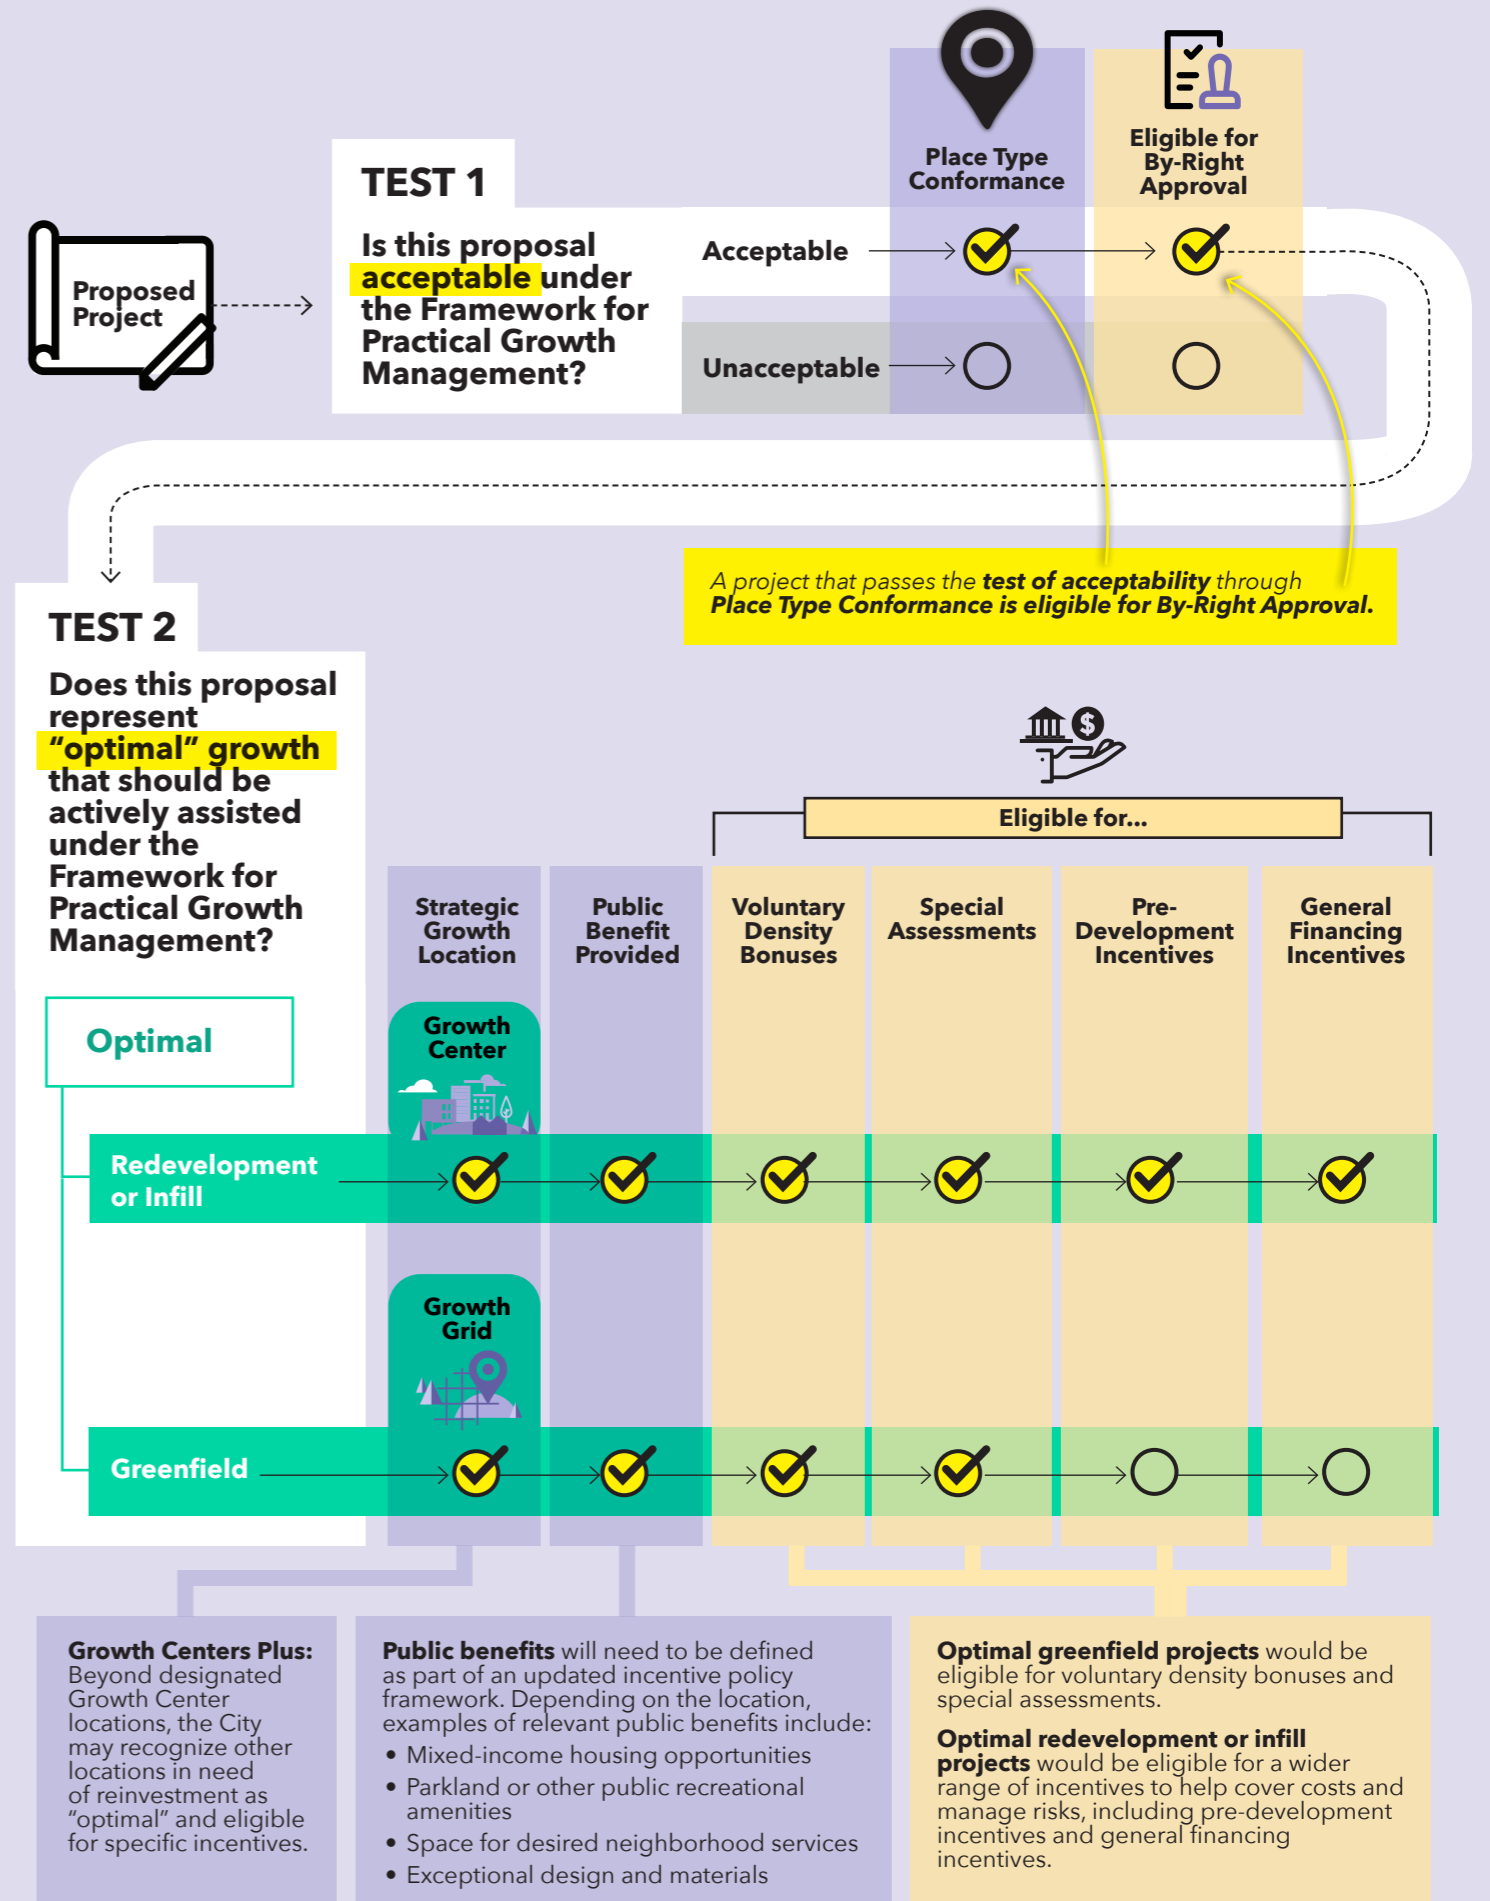 Proposed
Project
TEST 1
Is this proposal
acceptable under
the Framework for
Practical Growth
Management?
Place Type
Conformance
Eligible for
By-Right
Approval
Acceptable
Unacceptable
A project that passes the test of acceptability through
Place Type Conformance is eligible for By-Right Approval.
TEST 2
Does this proposal
represent
“optimal” growth
that should be
actively assisted
under the
Framework for
Practical Growth
Management?
$
Eligible for...
Strategic
Growth
Location
Public
Benefit
Provided
Voluntary
Density
Bonuses
Special
Assessments
Pre-
Development
Incentives
General
Financing
Incentives
Optimal
Growth
Center
Redevelopment
or Infill
Growth
Grid
Greenfield
Growth Centers Plus:
Beyond designated
Growth Center
locations, the City
may recognize other
locations in need
of reinvestment as
“optimal” and eligible
for specific incentives.
Public benefits will need to be defined
as part of an updated incentive policy
framework. Depending on the location,
examples of relevant public benefits include:
• Mixed-income housing opportunities
• Parkland or other public recreational
amenities
• Space for desired neighborhood services
• Exceptional design and materials
Optimal greenfield projects would be
eligible for voluntary density bonuses and
special assessments.
Optimal redevelopment or infill
projects would be eligible for a wider
range of incentives to help cover costs and
manage risks, including pre-development
incentives and general financing
incentives.